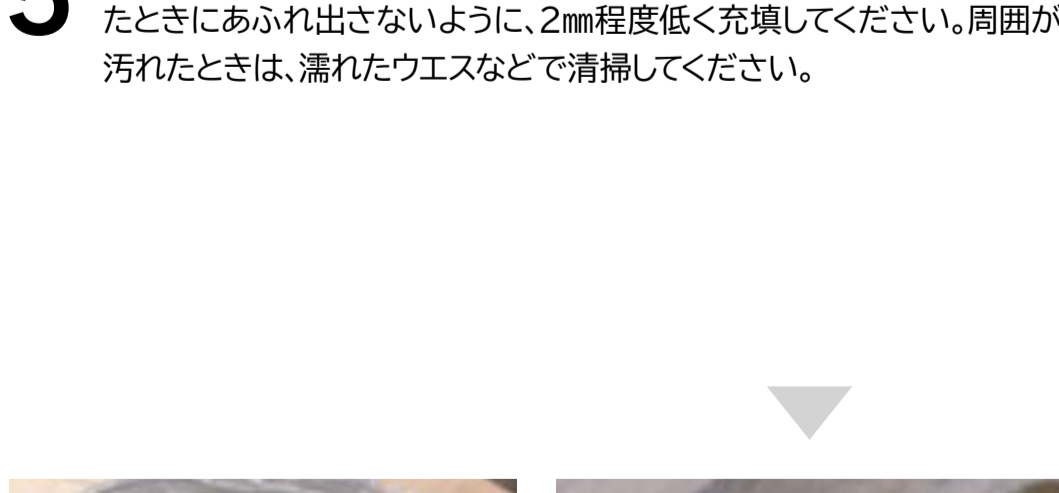 たときにあふれ出さないように、2㎜程度低く充填してください。周囲が
汚れたときは、濡れたウエスなどで清掃してください。